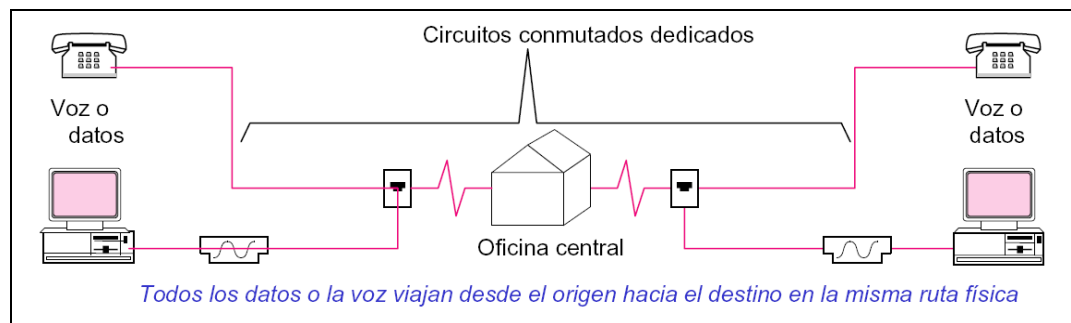 Circuitos conmutados dedicados
Voz o
datos
Voz o
datos
Oficina central
Todos los datos o la voz viajan desde el origen hacia el destino en la misma ruta física